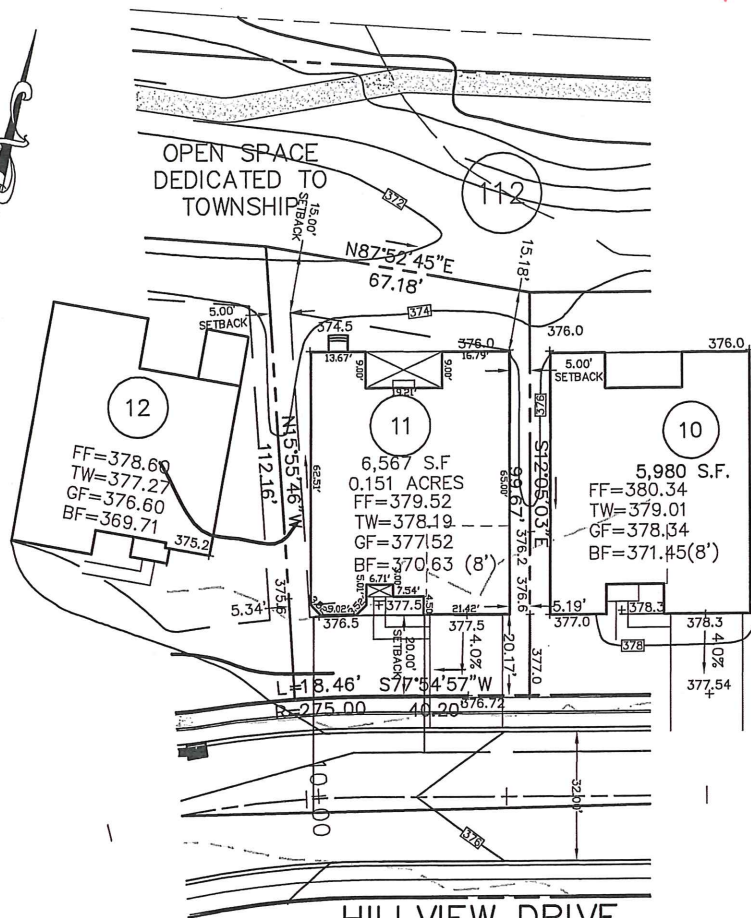 OPEN SPACE
DEDICATED TO
TOWNSHIP
15.00'
SETBACK
372
112
N87°52'45"E
67.18'
15.18'
5.00'
SETBACK
374
374.5
376.0
376.0
376.0
13.67'
16.79'
9.00'
9.00'
9.21'
5.00'
SETBACK
376
12
FF=378.60
TW=377.27
GF=376.60
BF=369.71
375.2
N15°55'46"W
112.16'
62.51'
11
6,567 S.F
0.151 ACRES
FF=379.52
TW=378.19
GF=377.52
BF=370.63 (8')
65.00'
99.67'
S12°05'03"E
376.2
376.6
10
5,980 S.F.
FF=380.34
TW=379.01
GF=378.34
BF=371.45(8')
375.6
5.34'
9.02'
5.01'
6.71'
7.54'
377.5
4.50'
21.42'
5.19'
376.5
377.5
377.0
378.3
378.3
378
20.00'
SETBACK
4.0%
20.17'
377.0
4.0%
377.54
L=18.46'
S77°54'57"W
R=275.00
40.20'
376.72
10+00
32.00'
376
HILLVIEW DRIVE